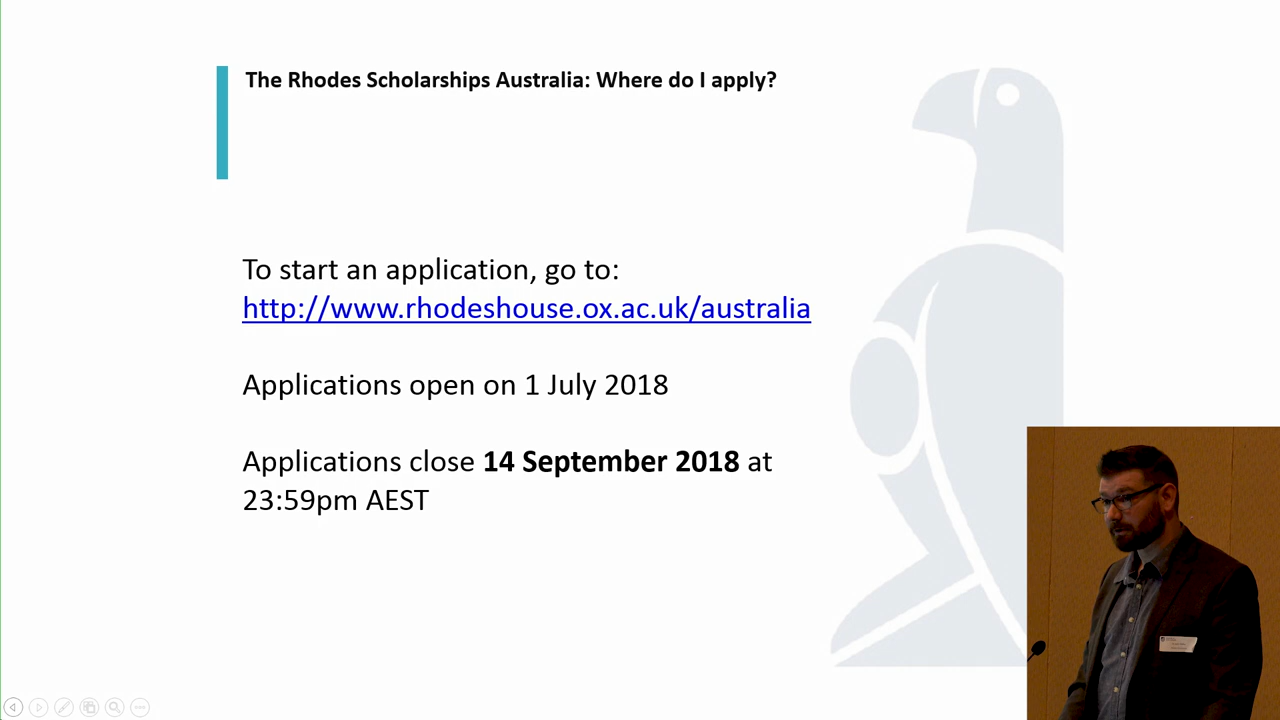 The Rhodes Scholarships Australia: Where do I apply?
To start an application, go to:
http://www.rhodeshouse.ox.ac.uk/australia
Applications open on 1 July 2018
Applications close 14 September 2018 at
23:59pm AEST